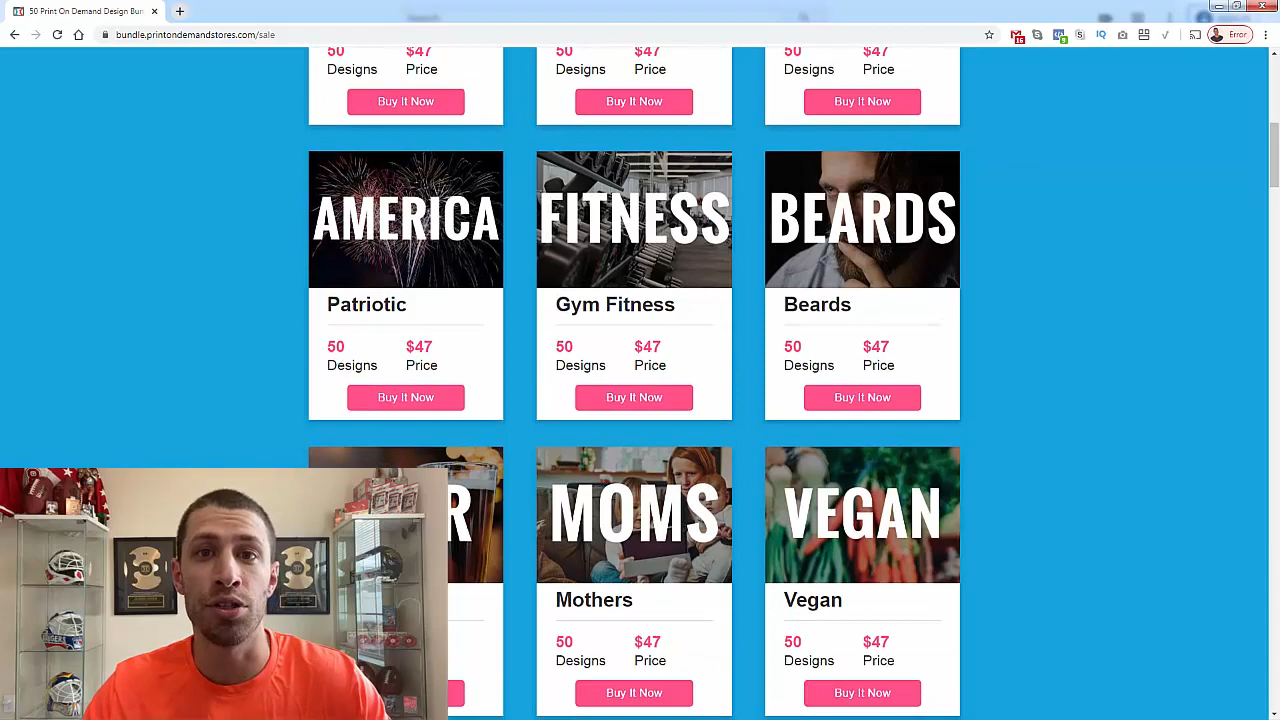 50 Print On Demand Design Bun
bundle.printondemandstores.com/sale
Error
50 $47
Designs Price
Buy It Now
50 $47
Designs Price
Buy It Now
50 $47
Designs Price
Buy It Now
AMERICA
Patriotic
50 $47
Designs Price
Buy It Now
FITNESS
Gym Fitness
50 $47
Designs Price
Buy It Now
BEARDS
Beards
50 $47
Designs Price
Buy It Now
R
MOMS
Mothers
50 $47
Designs Price
Buy It Now
VEGAN
Vegan
50 $47
Designs Price
Buy It Now